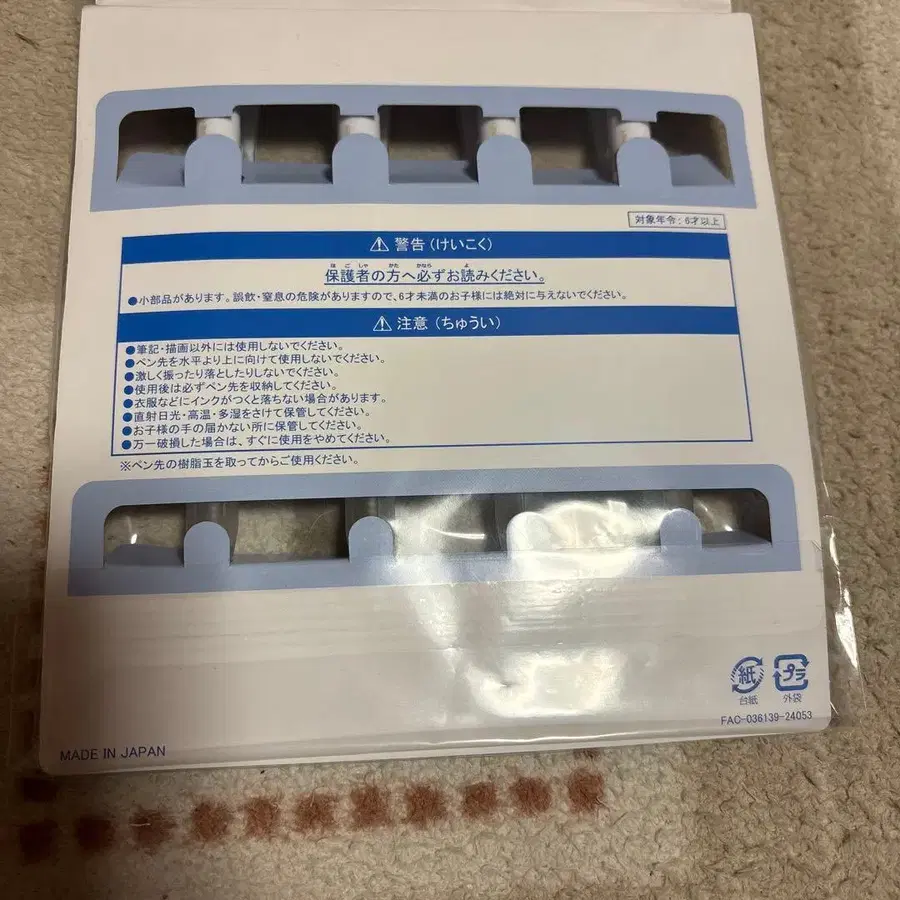 対象年令：6才以上
⚠ 警告（けいこく）
保護者の方へ必ずお読みください。
●小部品があります。誤飲・窒息の危険がありますので、6才未満のお子様には絶対に与えないでください。
⚠ 注意（ちゅうい）
●筆記・描画以外には使用しないでください。
●ペン先を水平より上に向けて使用しないでください。
●激しく振ったり落としたりしないでください。
●使用後は必ずペン先を収納してください。
●衣服などにインクがつくと落ちない場合があります。
●直射日光・高温・多湿をさけて保管してください。
●お子様の手の届かない所に保管してください。
●万一破損した場合は、すぐに使用をやめてください。
※ペン先の樹脂玉を取ってからご使用ください。
紙 プラ
台紙 外袋
FAC-036139-24053
MADE IN JAPAN